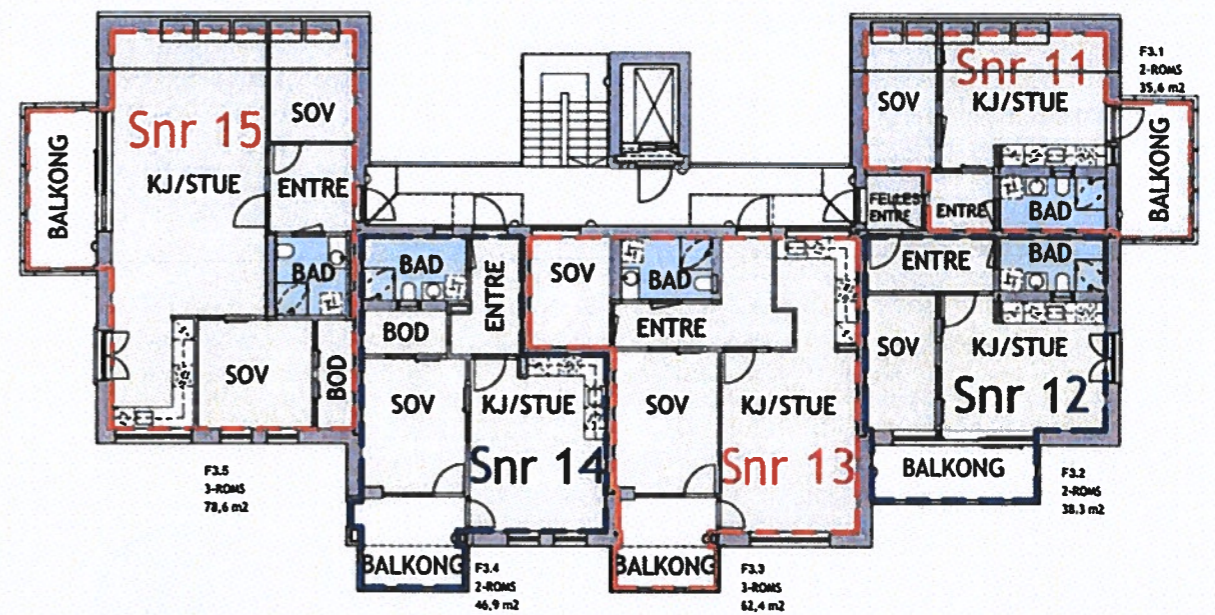 Snr 15
SOV
BALKONG
KJ/STUE
ENTRE
BAD
SOV
BOD
F3.5
3-ROMS
78,6 m2
BAD
ENTRE
BOD
SOV
KJ/STUE
Snr 14
BALKONG
F3.4
2-ROMS
46,9 m2
SOV
BAD
ENTRE
SOV
KJ/STUE
Snr 13
BALKONG
F3.3
3-ROMS
62,4 m2
Snr 11
SOV
KJ/STUE
F3.1
2-ROMS
35,6 m2
BALKONG
FELLES
ENTRE
ENTRE
BAD
ENTRE
BAD
SOV
KJ/STUE
Snr 12
BALKONG
F3.2
2-ROMS
38,3 m2